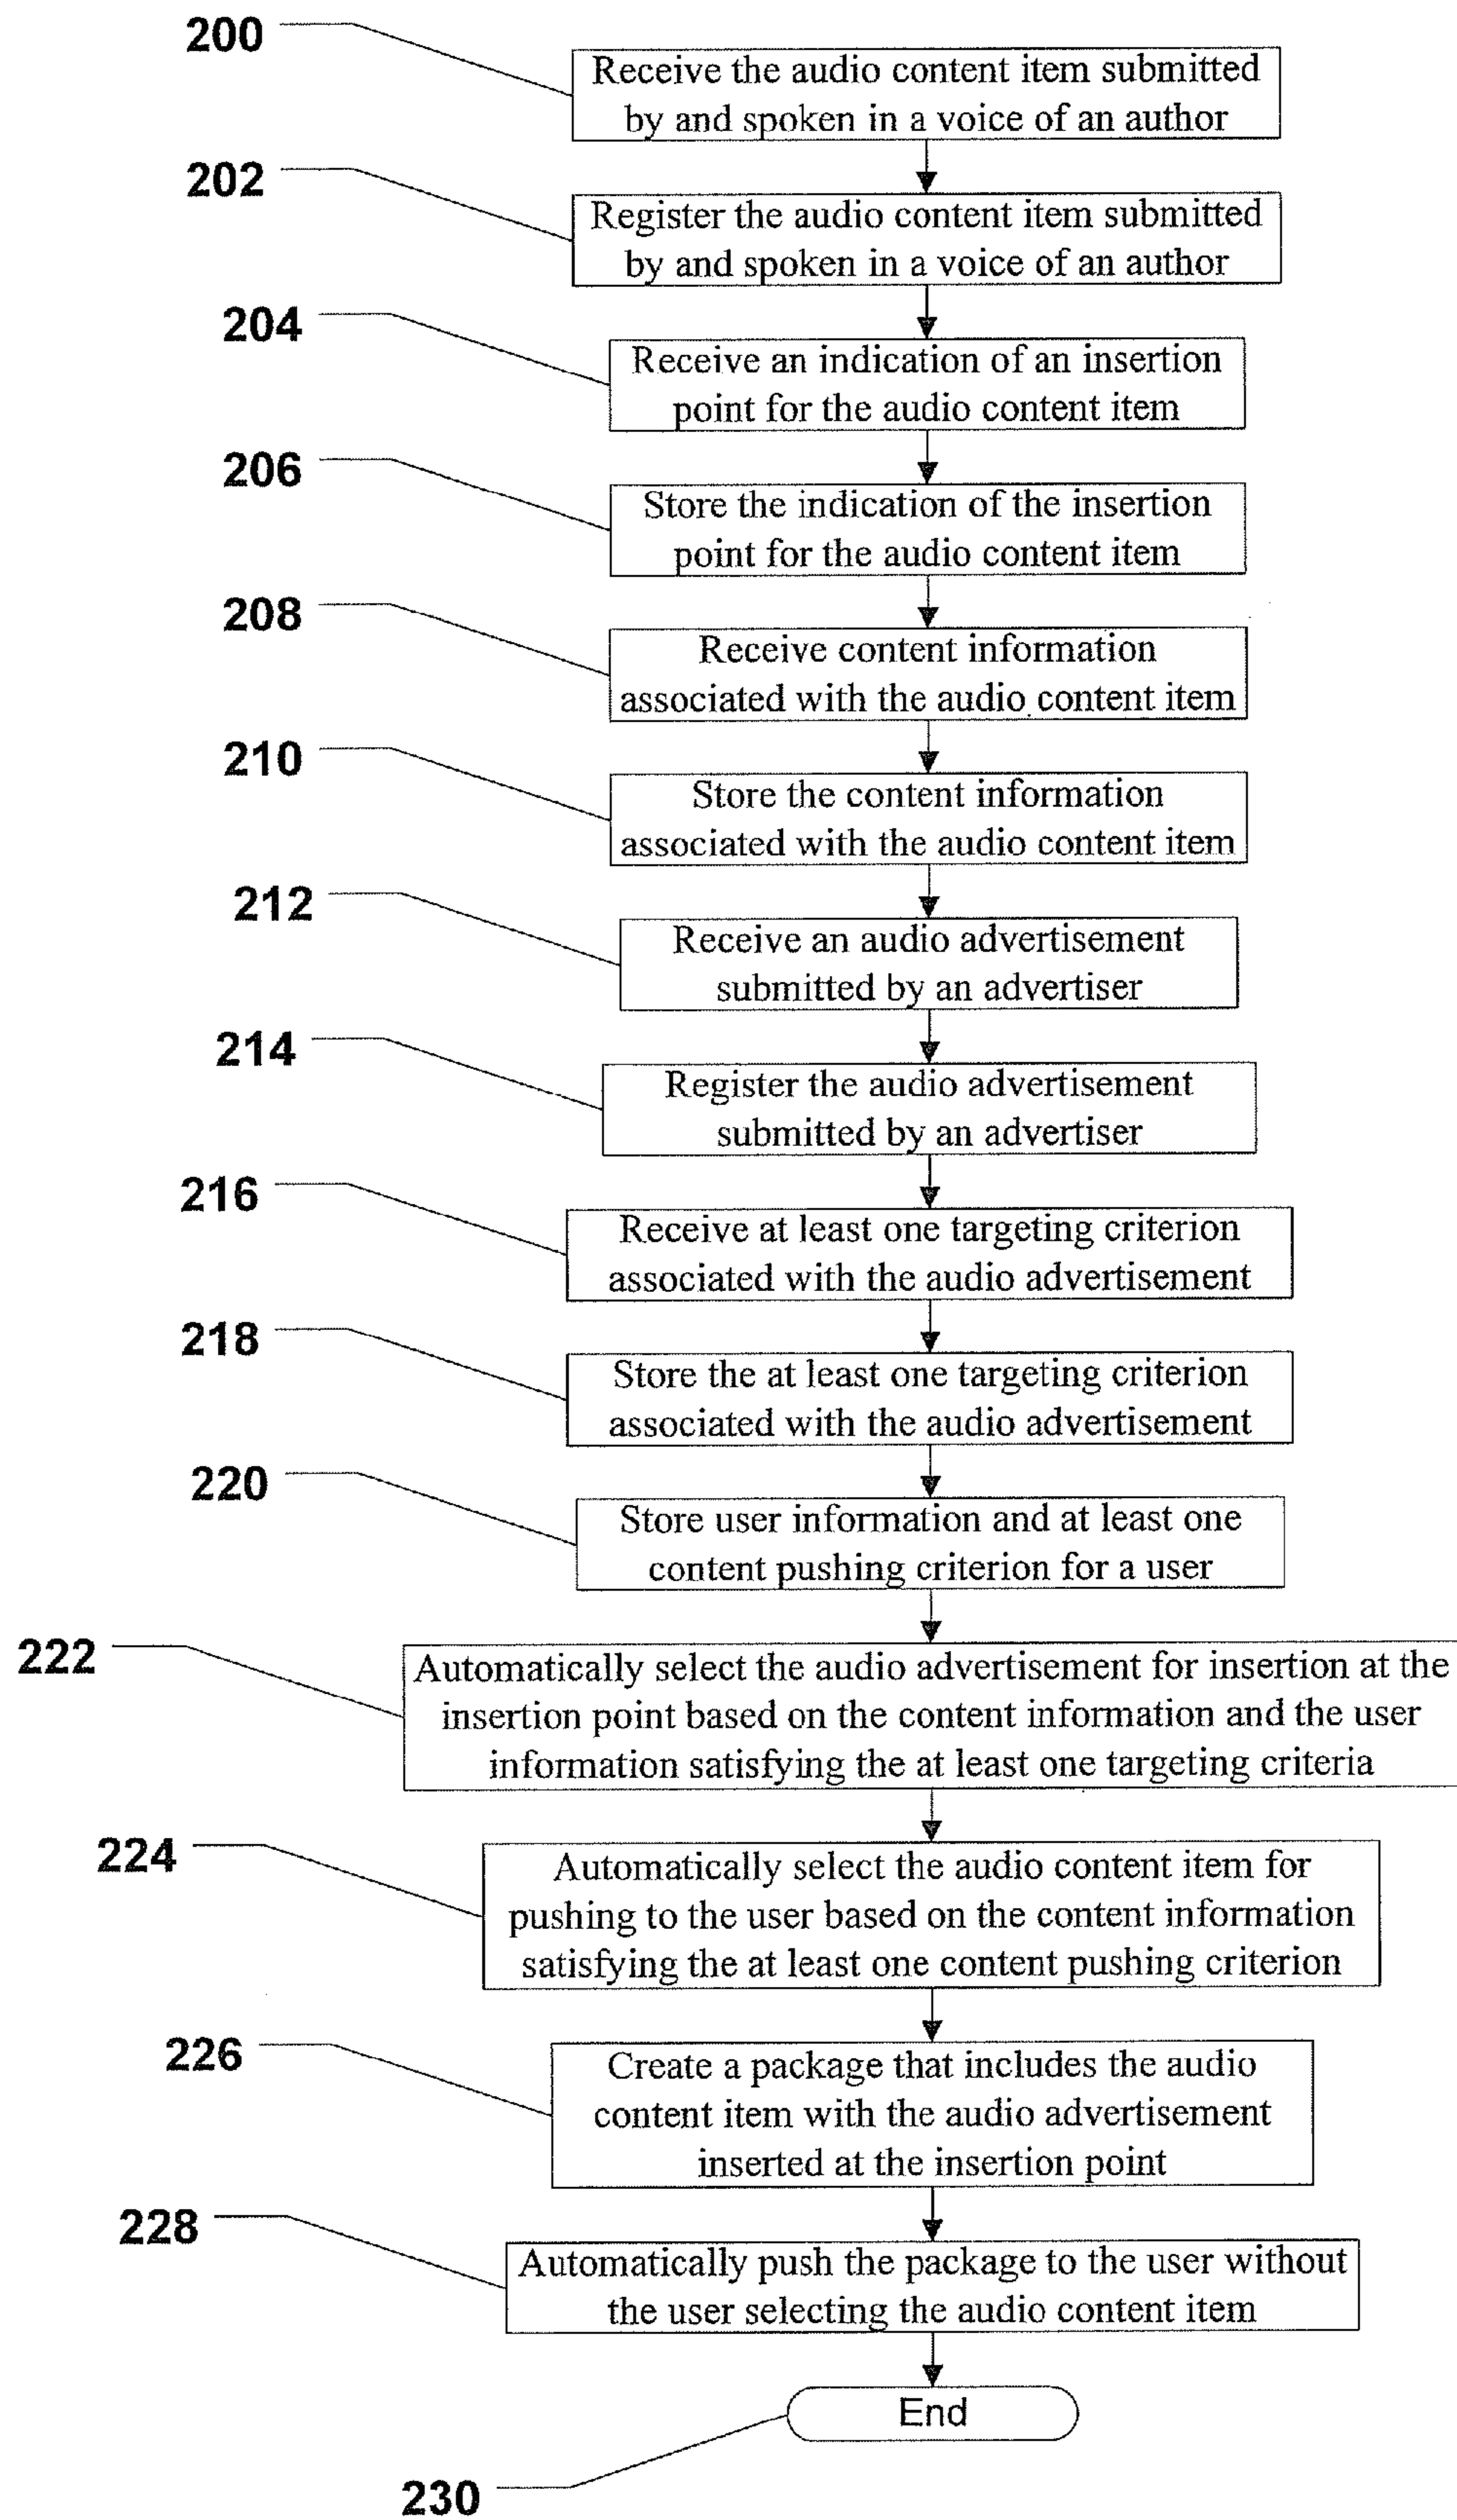 200
Receive the audio content item submitted
by and spoken in a voice of an author
202
Register the audio content item submitted
by and spoken in a voice of an author
204
Receive an indication of an insertion
point for the audio content item
206
Store the indication of the insertion
point for the audio content item
208
Receive content information
associated with the audio content item
210
Store the content information
associated with the audio content item
212
Receive an audio advertisement
submitted by an advertiser
214
Register the audio advertisement
submitted by an advertiser
216
Receive at least one targeting criterion
associated with the audio advertisement
218
Store the at least one targeting criterion
associated with the audio advertisement
220
Store user information and at least one
content pushing criterion for a user
222
Automatically select the audio advertisement for insertion at the
insertion point based on the content information and the user
information satisfying the at least one targeting criteria
224
Automatically select the audio content item for
pushing to the user based on the content information
satisfying the at least one content pushing criterion
226
Create a package that includes the audio
content item with the audio advertisement
inserted at the insertion point
228
Automatically push the package to the user without
the user selecting the audio content item
End
230